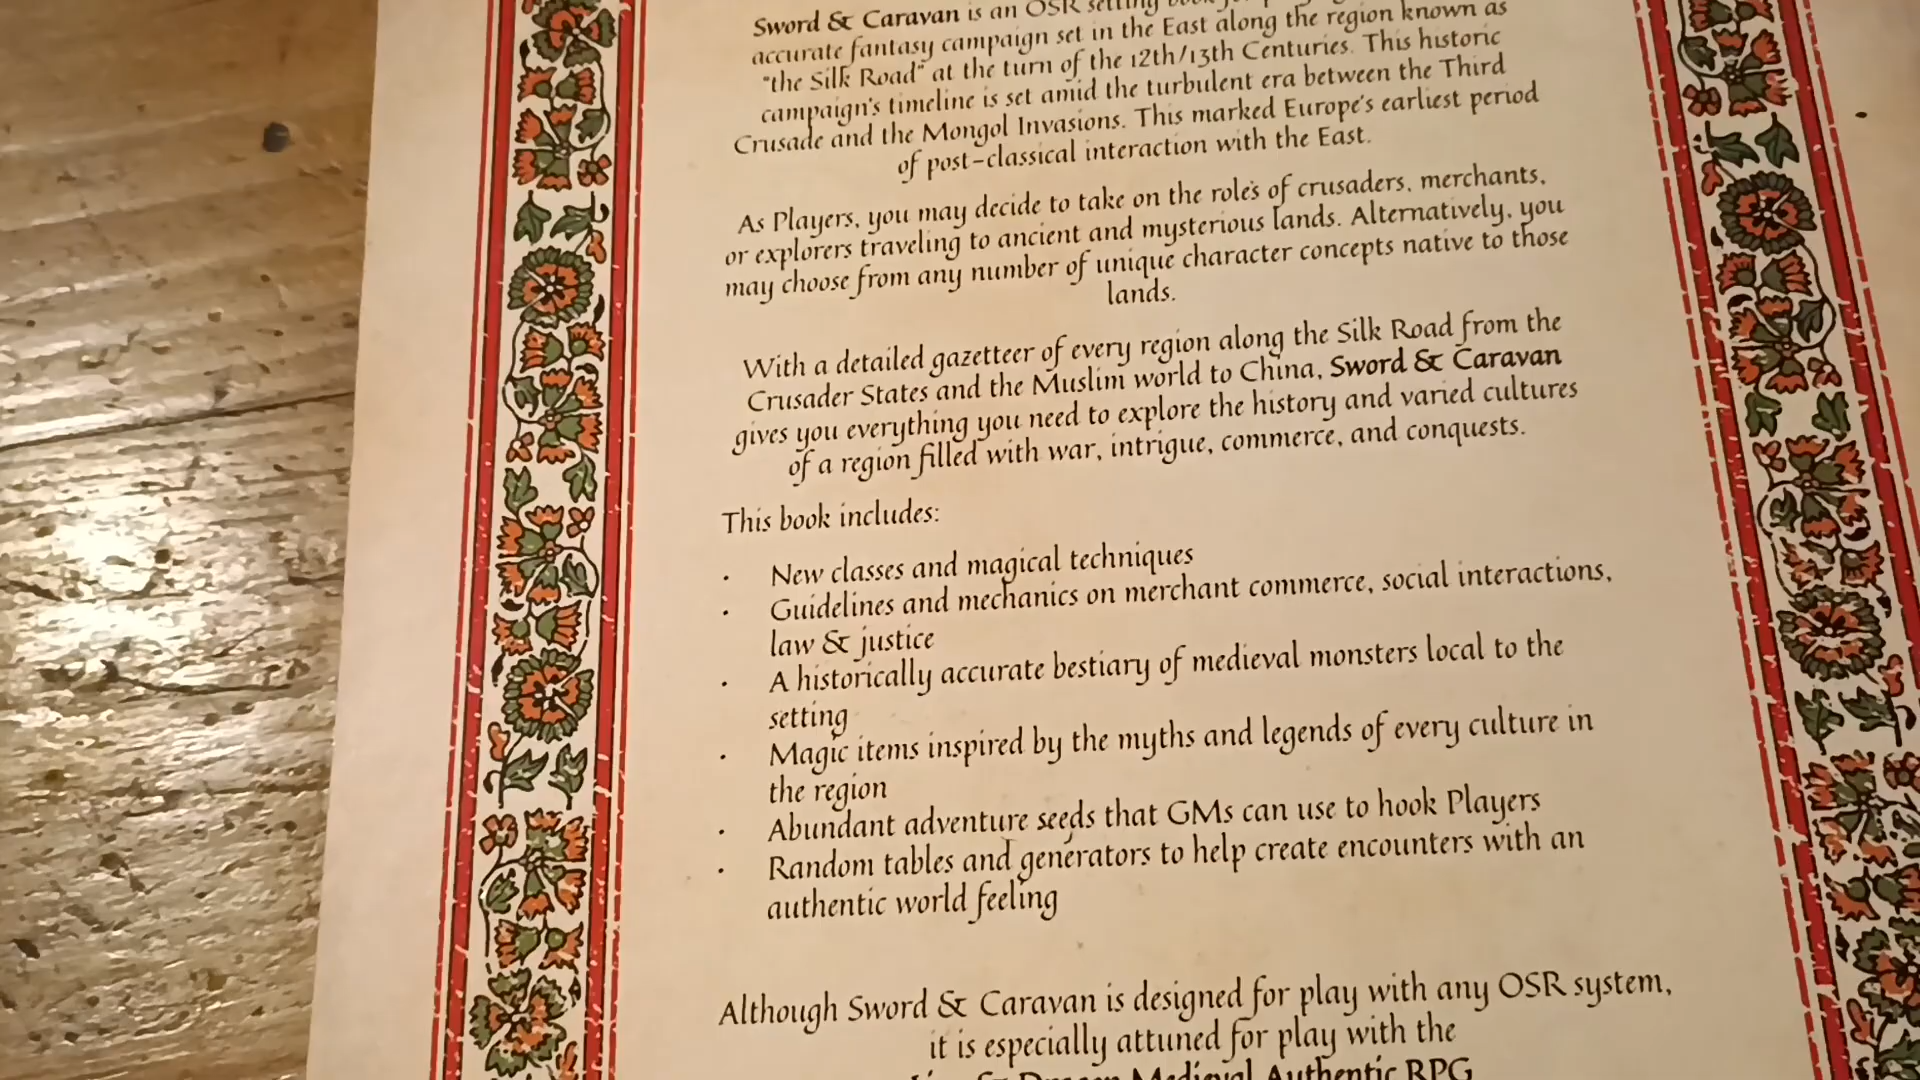 Sword & Caravan is an OSR setting book
accurate fantasy campaign set in the East along the region known as
"the Silk Road" at the turn of the 12th/13th Centuries. This historic
campaign's timeline is set amid the turbulent era between the Third
Crusade and the Mongol Invasions. This marked Europe's earliest period
of post-classical interaction with the East.
As Players, you may decide to take on the roles of crusaders, merchants,
or explorers traveling to ancient and mysterious lands. Alternatively, you
may choose from any number of unique character concepts native to those
lands.
With a detailed gazetteer of every region along the Silk Road from the
Crusader States and the Muslim world to China, Sword & Caravan
gives you everything you need to explore the history and varied cultures
of a region filled with war, intrigue, commerce, and conquests.
This book includes:
· New classes and magical techniques
· Guidelines and mechanics on merchant commerce, social interactions,
law & justice
· A historically accurate bestiary of medieval monsters local to the
setting
· Magic items inspired by the myths and legends of every culture in
the region
· Abundant adventure seeds that GMs can use to hook Players
· Random tables and generators to help create encounters with an
authentic world feeling
Although Sword & Caravan is designed for play with any OSR system,
it is especially attuned for play with the
Dragon Medieval Authentic RPG